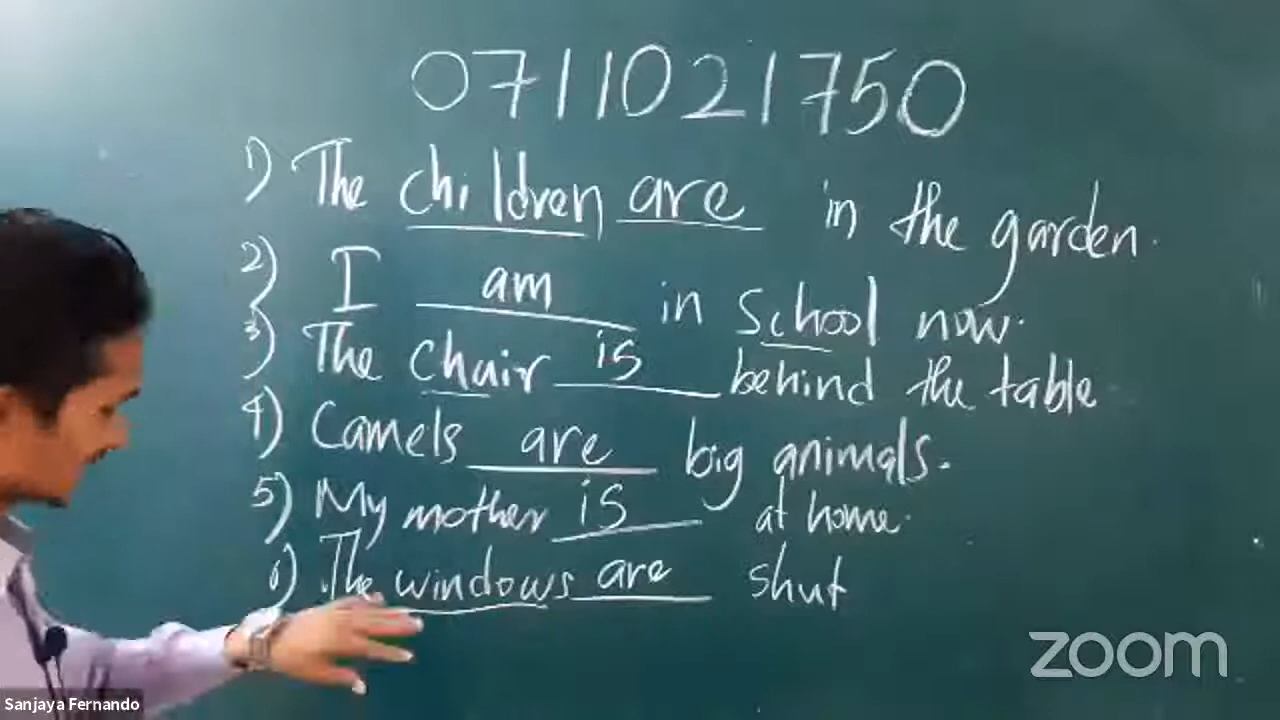 0711021750
1) The children are in the garden.
2) I am in school now.
3) The chair is behind the table
4) Camels are big animals.
5) My mother is at home.
6) The windows are shut
zoom
Sanjaya Fernando